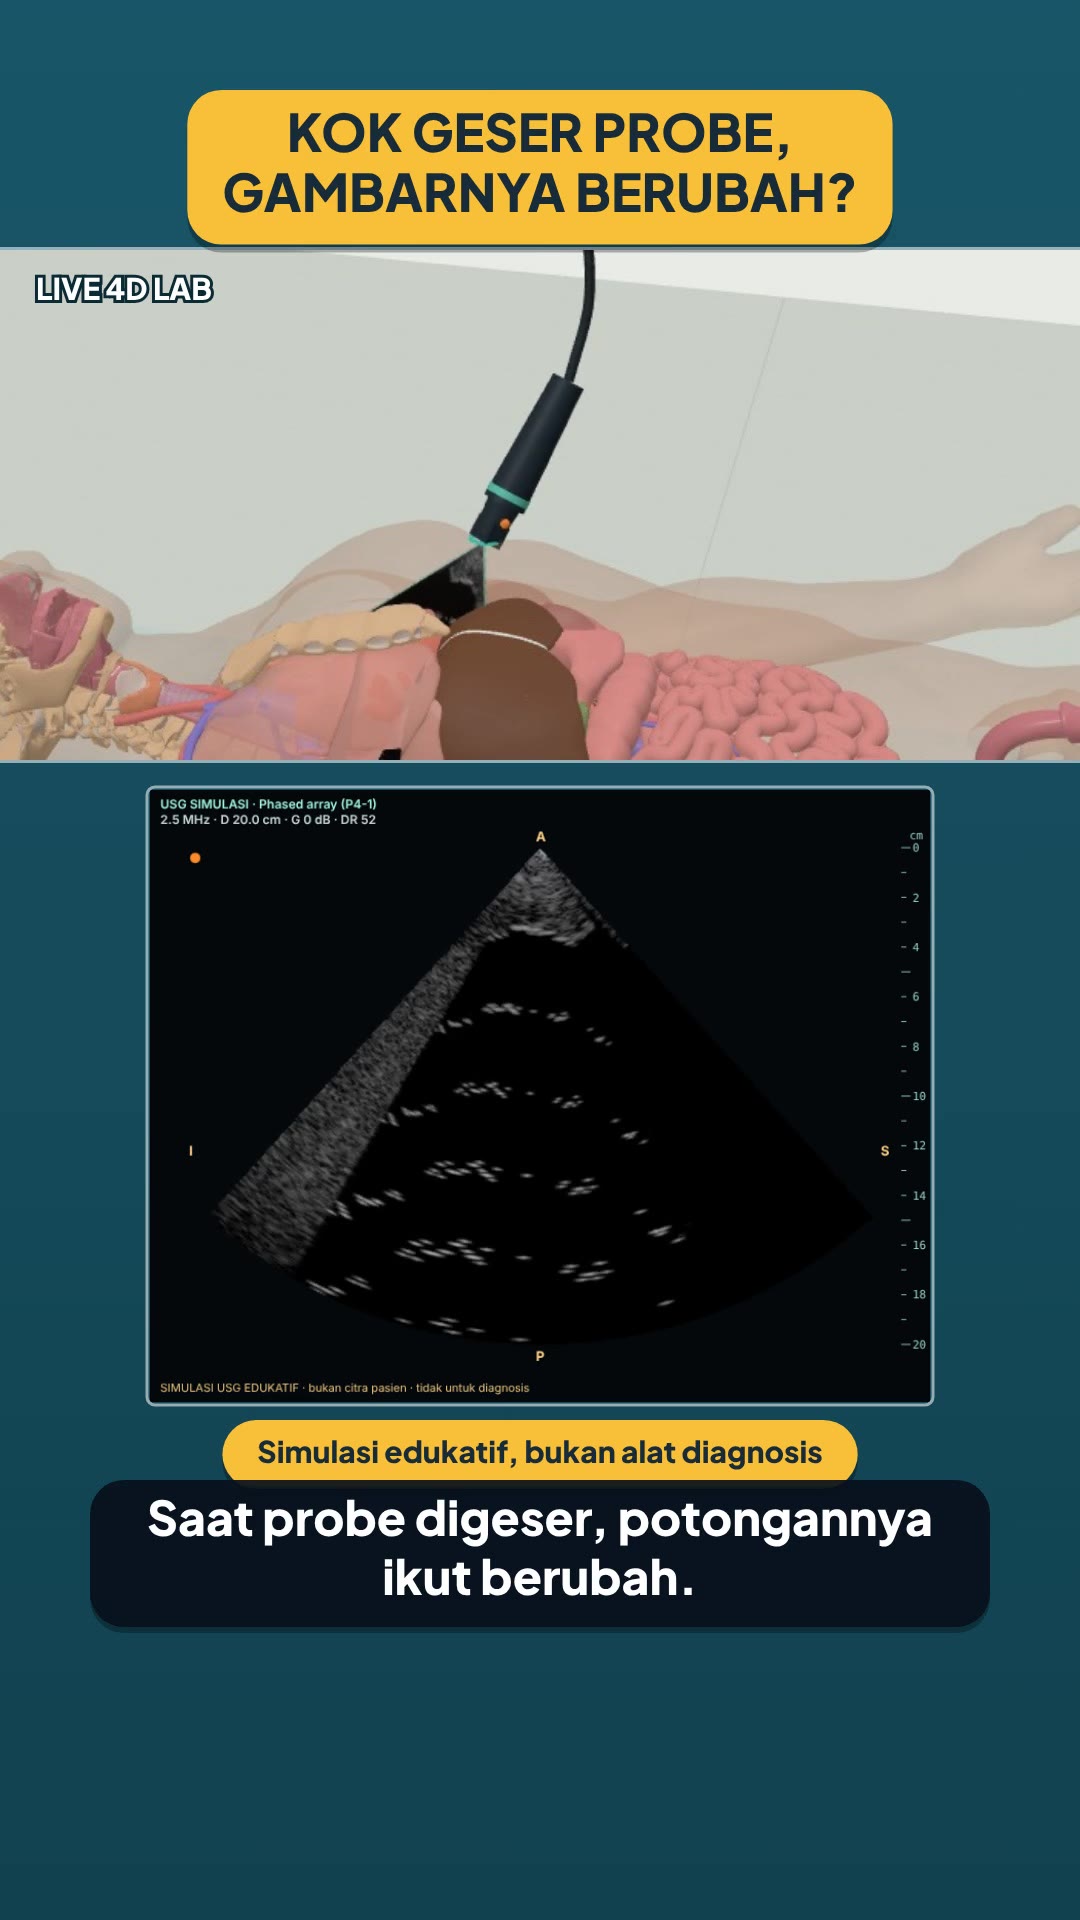 KOK GESER PROBE,
GAMBARNYA BERUBAH?
LIVE 4D LAB
USG SIMULASI · Phased array (P4-1)
2.5 MHz · D 20.0 cm · G 0 dB · DR 52
A
cm
0
2
4
6
8
10
12
14
16
18
20
I
S
P
SIMULASI USG EDUKATIF · bukan citra pasien · tidak untuk diagnosis
Simulasi edukatif, bukan alat diagnosis
Saat probe digeser, potongannya
ikut berubah.